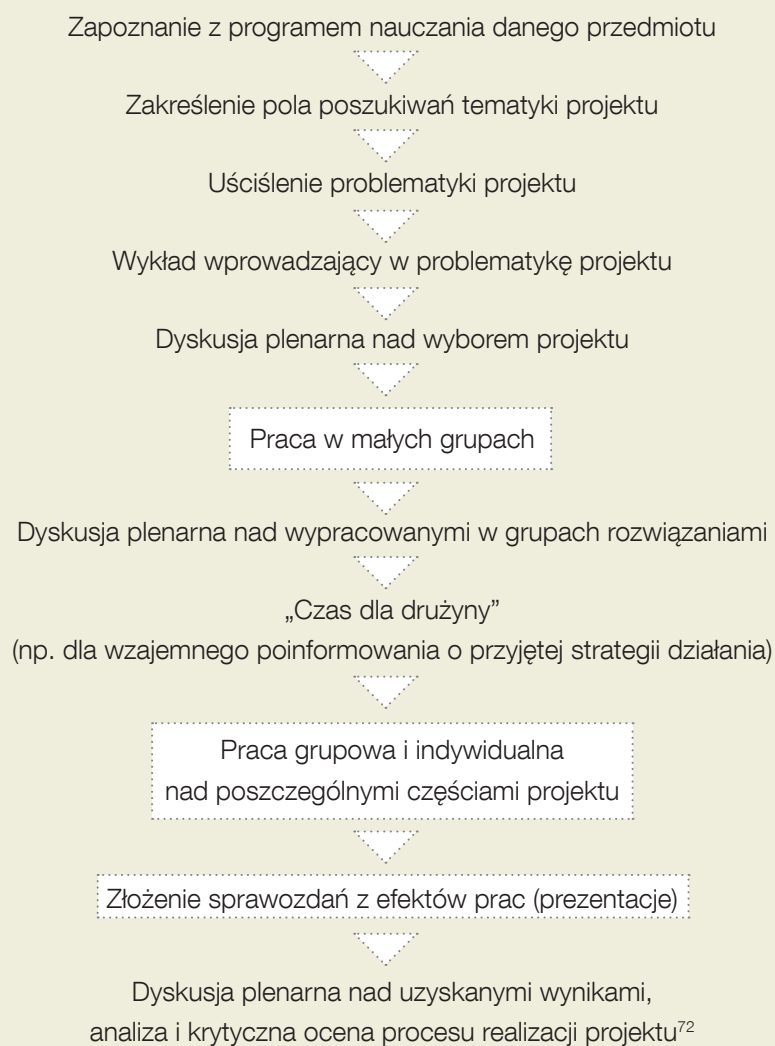 Zapoznanie z programem nauczania danego przedmiotu
Zakreślenie pola poszukiwań tematyki projektu
Uściślenie problematyki projektu
Wykład wprowadzający w problematykę projektu
Dyskusja plenarna nad wyborem projektu
Praca w małych grupach
Dyskusja plenarna nad wypracowanymi w grupach rozwiązaniami
„Czas dla drużyny”
(np. dla wzajemnego poinformowania o przyjętej strategii działania)
Praca grupowa i indywidualna
nad poszczególnymi częściami projektu
Złożenie sprawozdań z efektów prac (prezentacje)
Dyskusja plenarna nad uzyskanymi wynikami,
analiza i krytyczna ocena procesu realizacji projektu⁷²